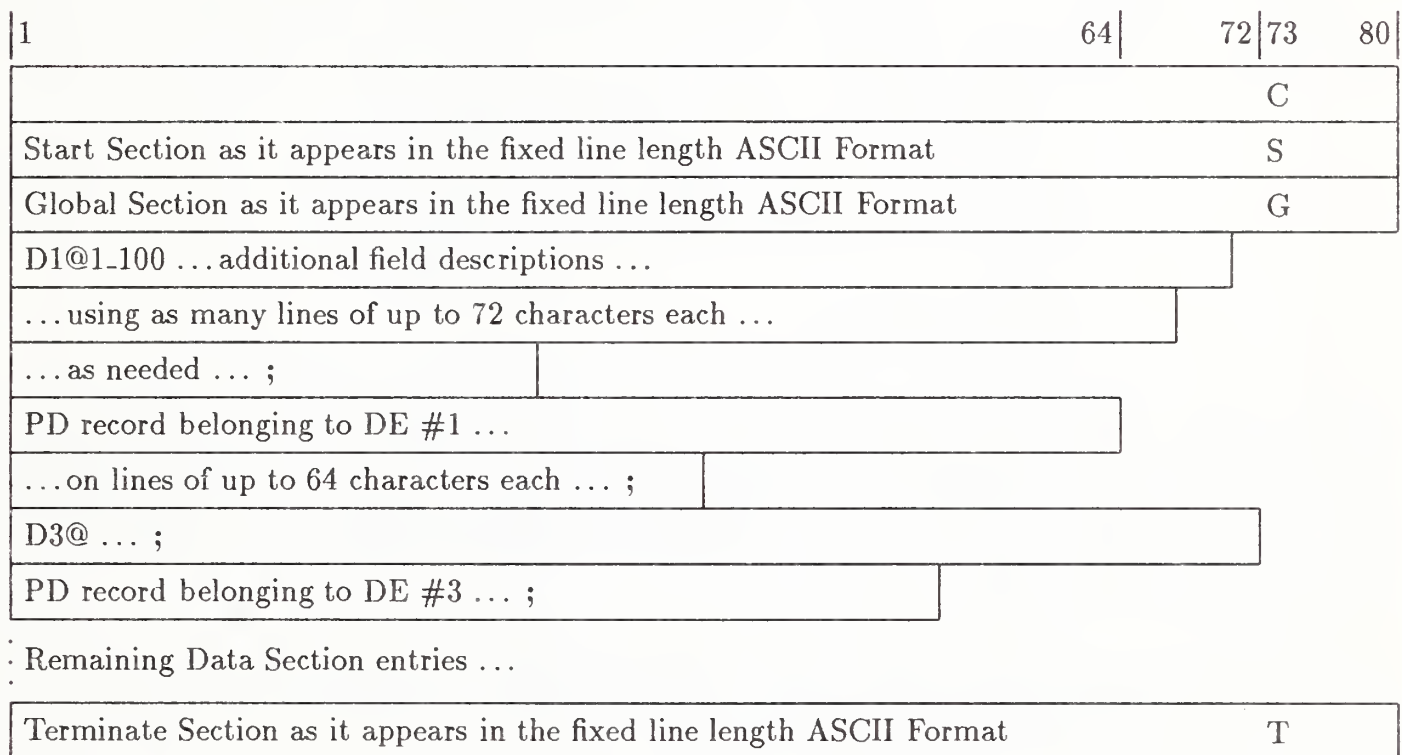 1 64 72 73 80
C
Start Section as it appears in the fixed line length ASCII Format S
Global Section as it appears in the fixed line length ASCII Format G
D1@1_100 ... additional field descriptions ...
... using as many lines of up to 72 characters each ...
... as needed ... ;
PD record belonging to DE #1 ...
... on lines of up to 64 characters each ... ;
D3@ ... ;
PD record belonging to DE #3 ... ;
Remaining Data Section entries ...
Terminate Section as it appears in the fixed line length ASCII Format T